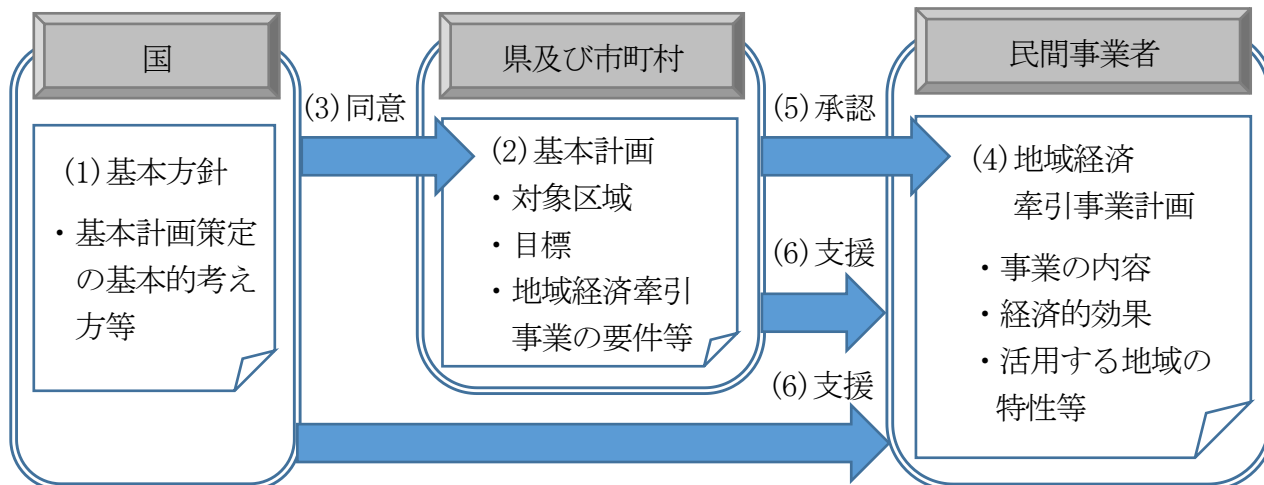 国
(1)基本方針
・基本計画策定
の基本的考え
方等
(3)同意
県及び市町村
(2)基本計画
・対象区域
・目標
・地域経済牽引
事業の要件等
(5)承認
(6)支援
(6)支援
民間事業者
(4)地域経済
牽引事業計画
・事業の内容
・経済的効果
・活用する地域の
特性等